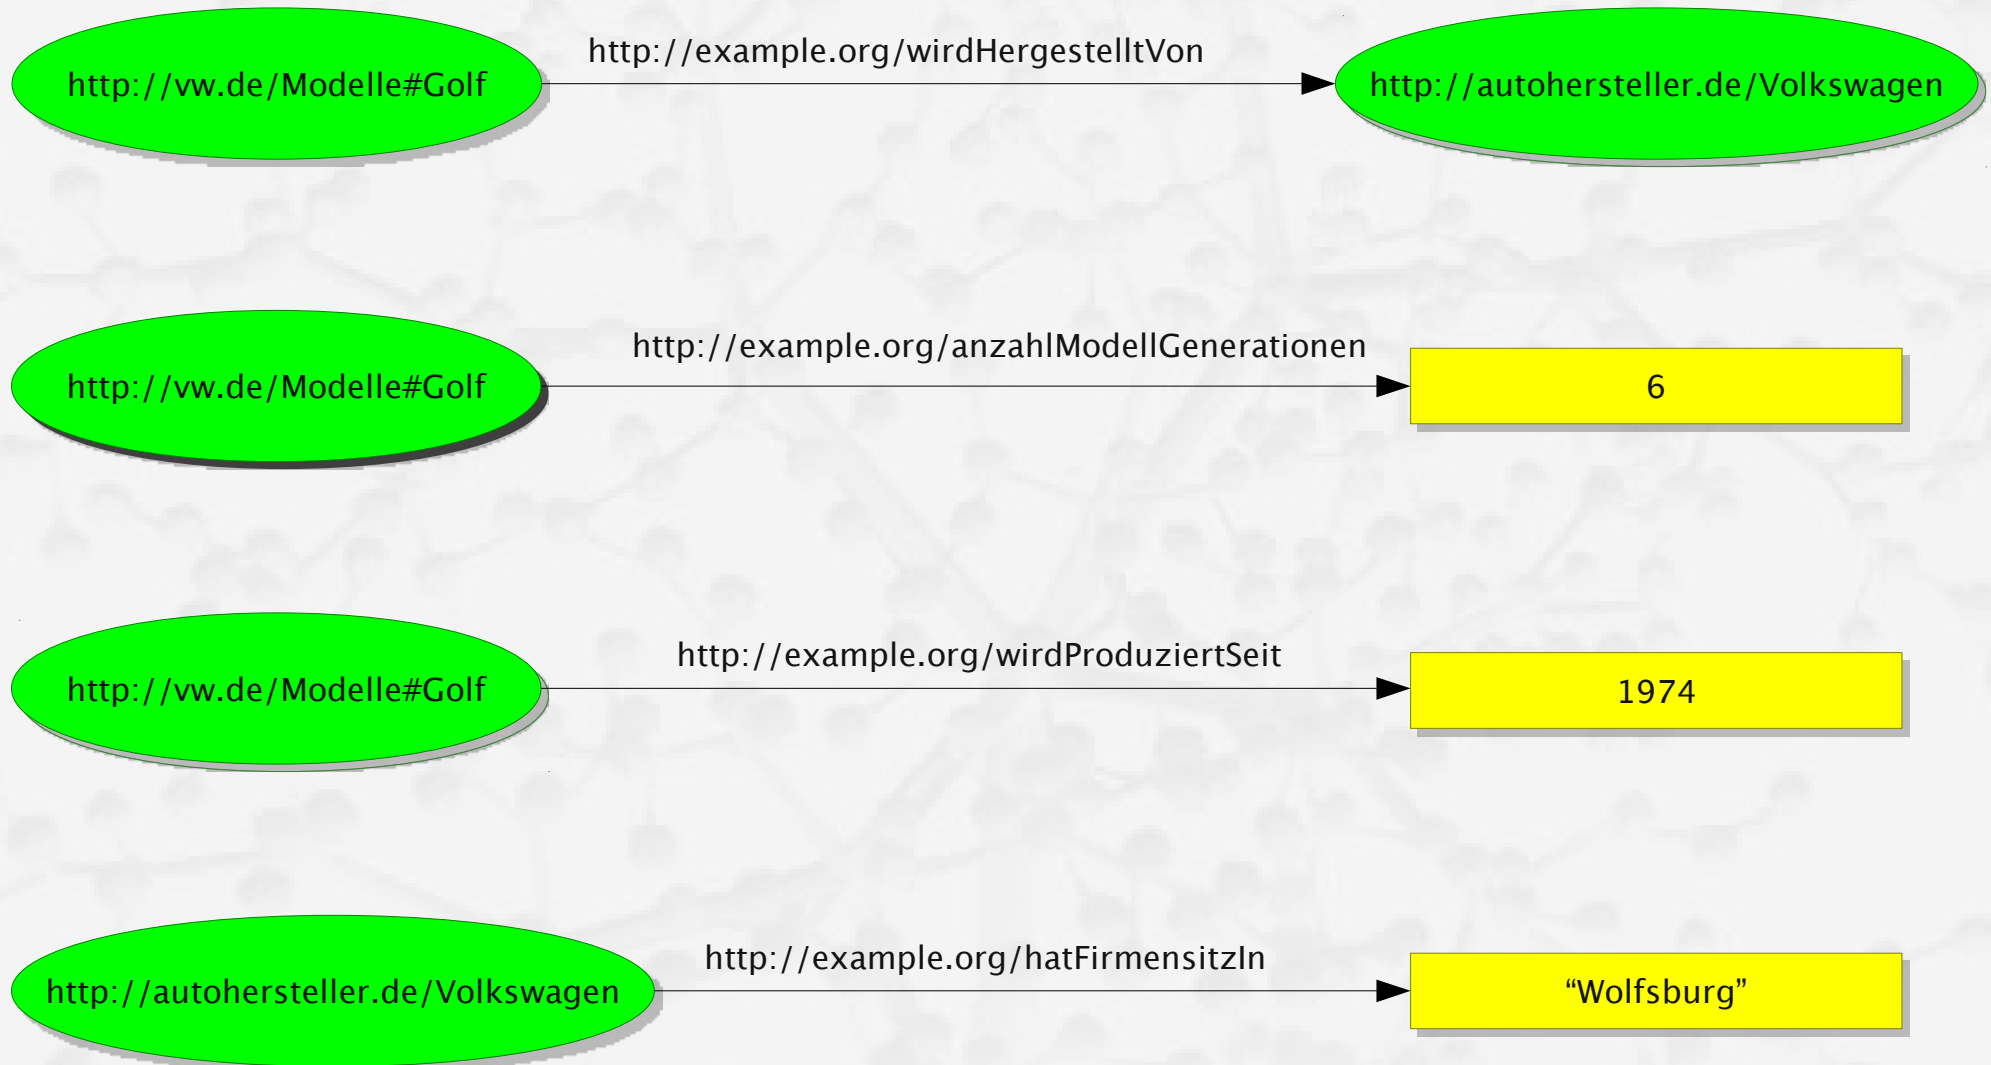 http://vw.de/Modelle#Golf
http://example.org/wirdHergestelltVon
http://autohersteller.de/Volkswagen
http://vw.de/Modelle#Golf
http://example.org/anzahlModellGenerationen
6
http://vw.de/Modelle#Golf
http://example.org/wirdProduziertSeit
1974
http://autohersteller.de/Volkswagen
http://example.org/hatFirmensitzIn
“Wolfsburg”